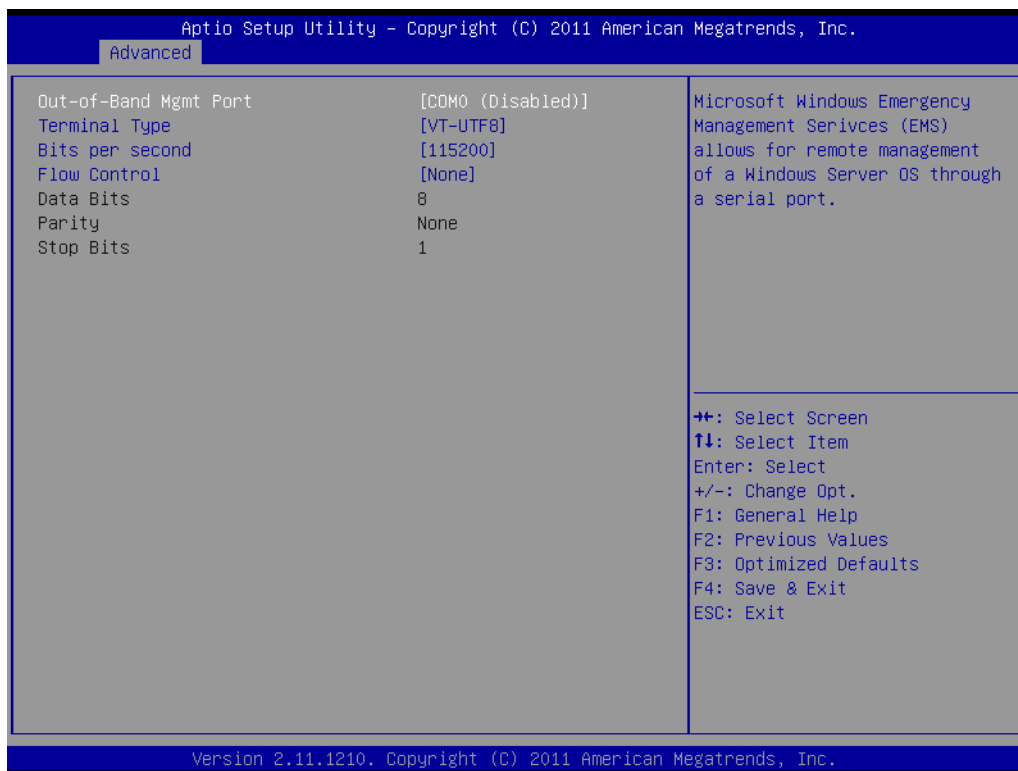 Aptio Setup Utility – Copyright (C) 2011 American Megatrends, Inc.
Advanced
Out-of-Band Mgmt Port [COM0 (Disabled)]
Terminal Type [VT-UTF8]
Bits per second [115200]
Flow Control [None]
Data Bits 8
Parity None
Stop Bits 1
Microsoft Windows Emergency
Management Serivces (EMS)
allows for remote management
of a Windows Server OS through
a serial port.
→←: Select Screen
↑↓: Select Item
Enter: Select
+/-: Change Opt.
F1: General Help
F2: Previous Values
F3: Optimized Defaults
F4: Save & Exit
ESC: Exit
Version 2.11.1210. Copyright (C) 2011 American Megatrends, Inc.